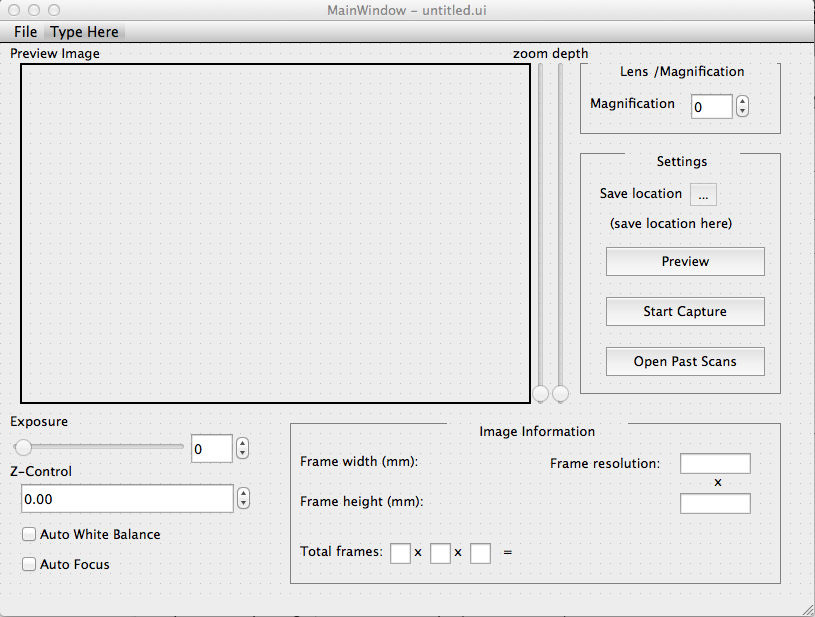 MainWindow – untitled.ui
File Type Here
Preview Image
zoom depth
Lens /Magnification
Magnification 0
Settings
Save location ...
(save location here)
Preview
Start Capture
Open Past Scans
Exposure
0
Z-Control
0.00
Auto White Balance
Auto Focus
Image Information
Frame width (mm):
Frame resolution:
x
Frame height (mm):
Total frames: x x =